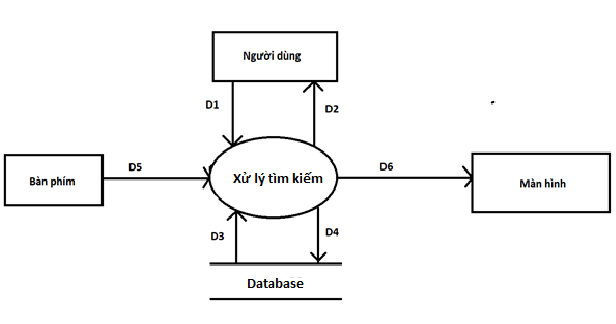 Người dùng
D1
D2
D5
D6
Bàn phím
Xử lý tìm kiếm
Màn hình
D3
D4
Database